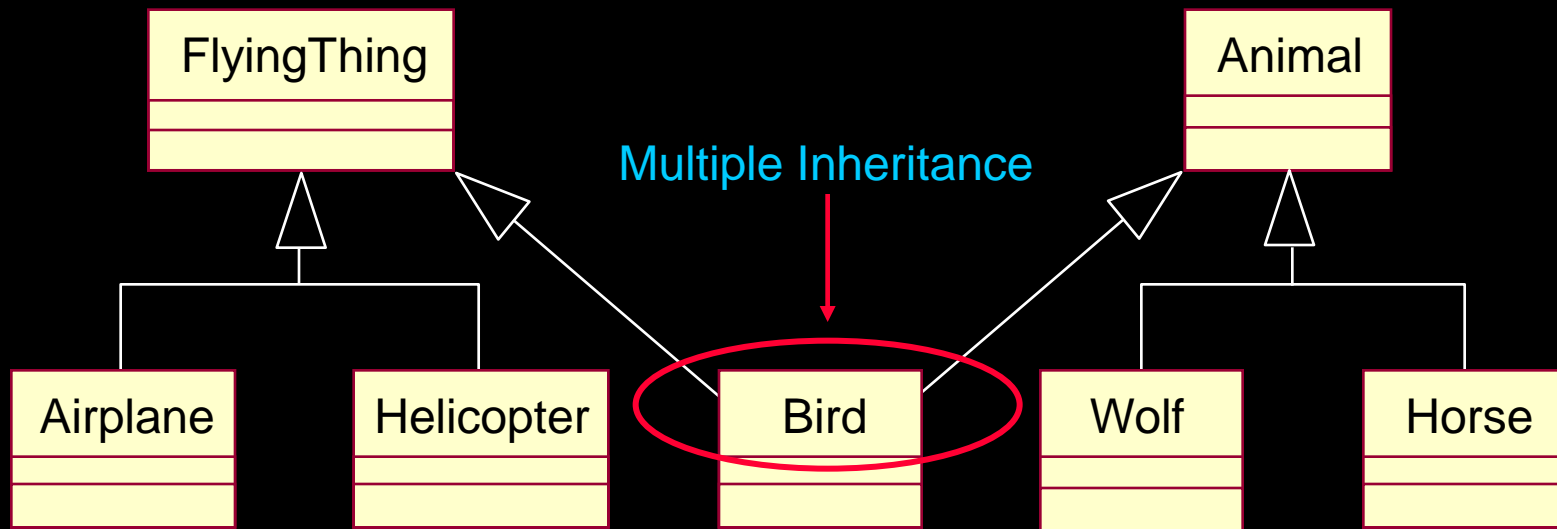 FlyingThing
Animal
Multiple Inheritance
Airplane
Helicopter
Bird
Wolf
Horse